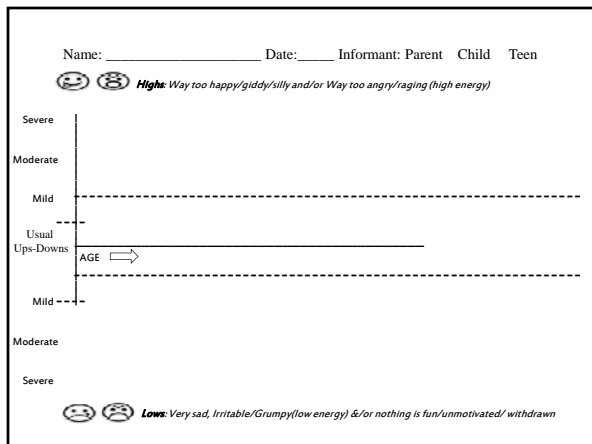 Name: ____________________ Date:_____ Informant: Parent Child Teen
Highs: Way too happy/giddy/silly and/or Way too angry/raging (high energy)
Severe
Moderate
Mild
Usual
Ups-Downs
AGE
Mild
Moderate
Severe
Lows: Very sad, Irritable/Grumpy(low energy) &/or nothing is fun/unmotivated/ withdrawn